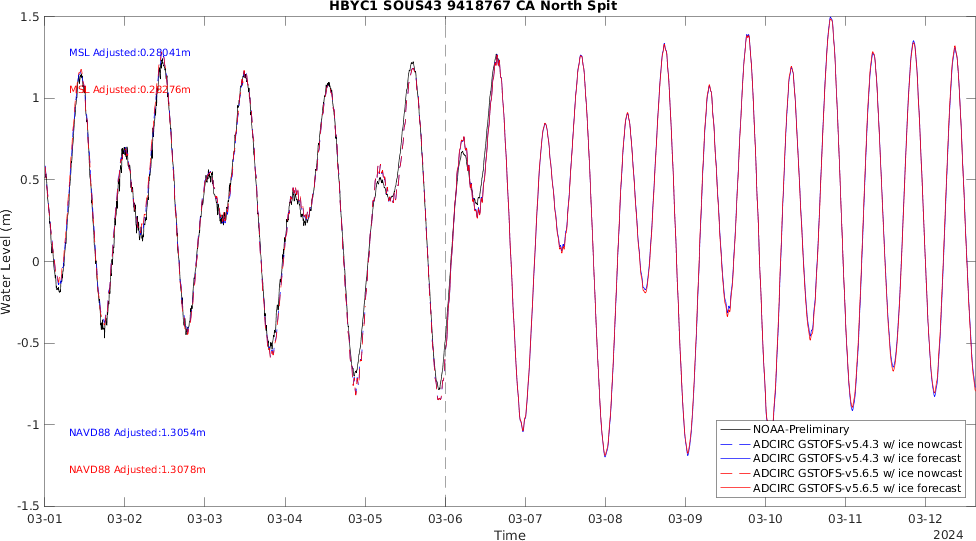 HBYC1 SOUS43 9418767 CA North Spit
MSL Adjusted:0.28041m
MSL Adjusted:0.28276m
NAVD88 Adjusted:1.3054m
NAVD88 Adjusted:1.3078m
Water Level (m)
1.5
1
0.5
0
-0.5
-1
-1.5
NOAA-Preliminary
ADCIRC GSTOFS-v5.4.3 w/ ice nowcast
ADCIRC GSTOFS-v5.4.3 w/ ice forecast
ADCIRC GSTOFS-v5.6.5 w/ ice nowcast
ADCIRC GSTOFS-v5.6.5 w/ ice forecast
03-01 03-02 03-03 03-04 03-05 03-06 03-07 03-08 03-09 03-10 03-11 03-12
Time
2024